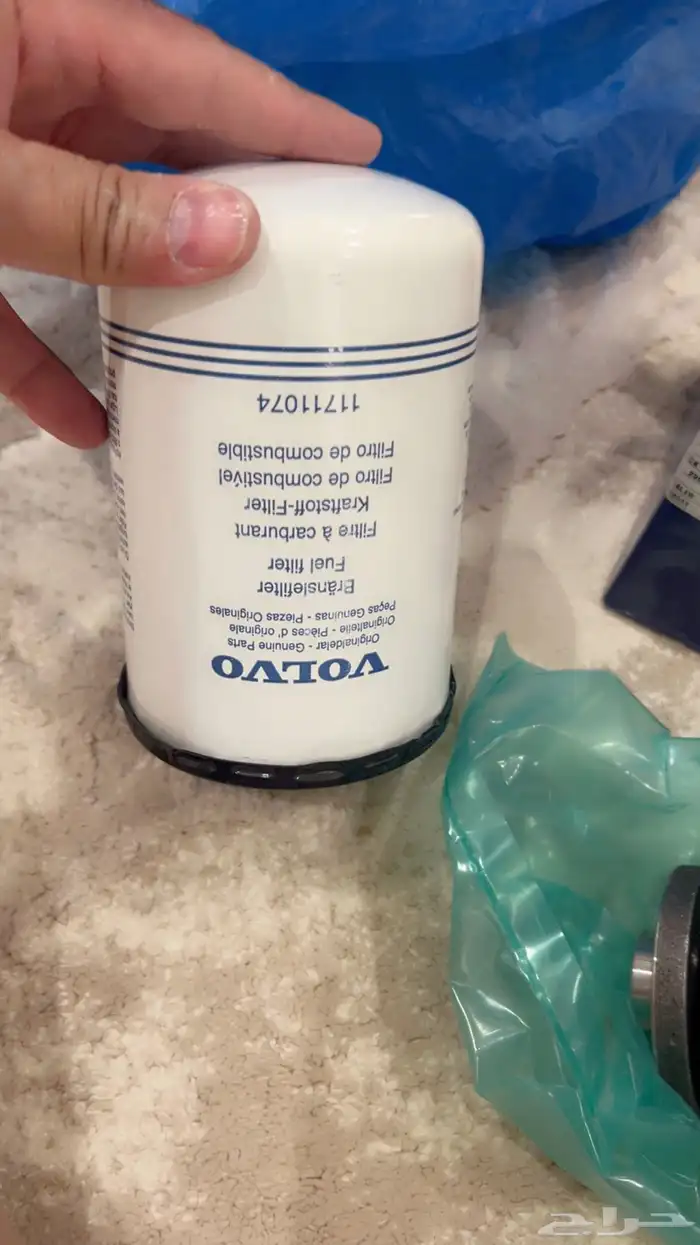 VOLVO
Originaldelar - Genuine Parts
Originalteile - Pièces d'origine
Peças Genuínas - Piezas Originales
Bränslefilter
Fuel filter
Filtre à carburant
Kraftstoff-Filter
Filtro de combustível
Filtro de combustible
11711074
حراج